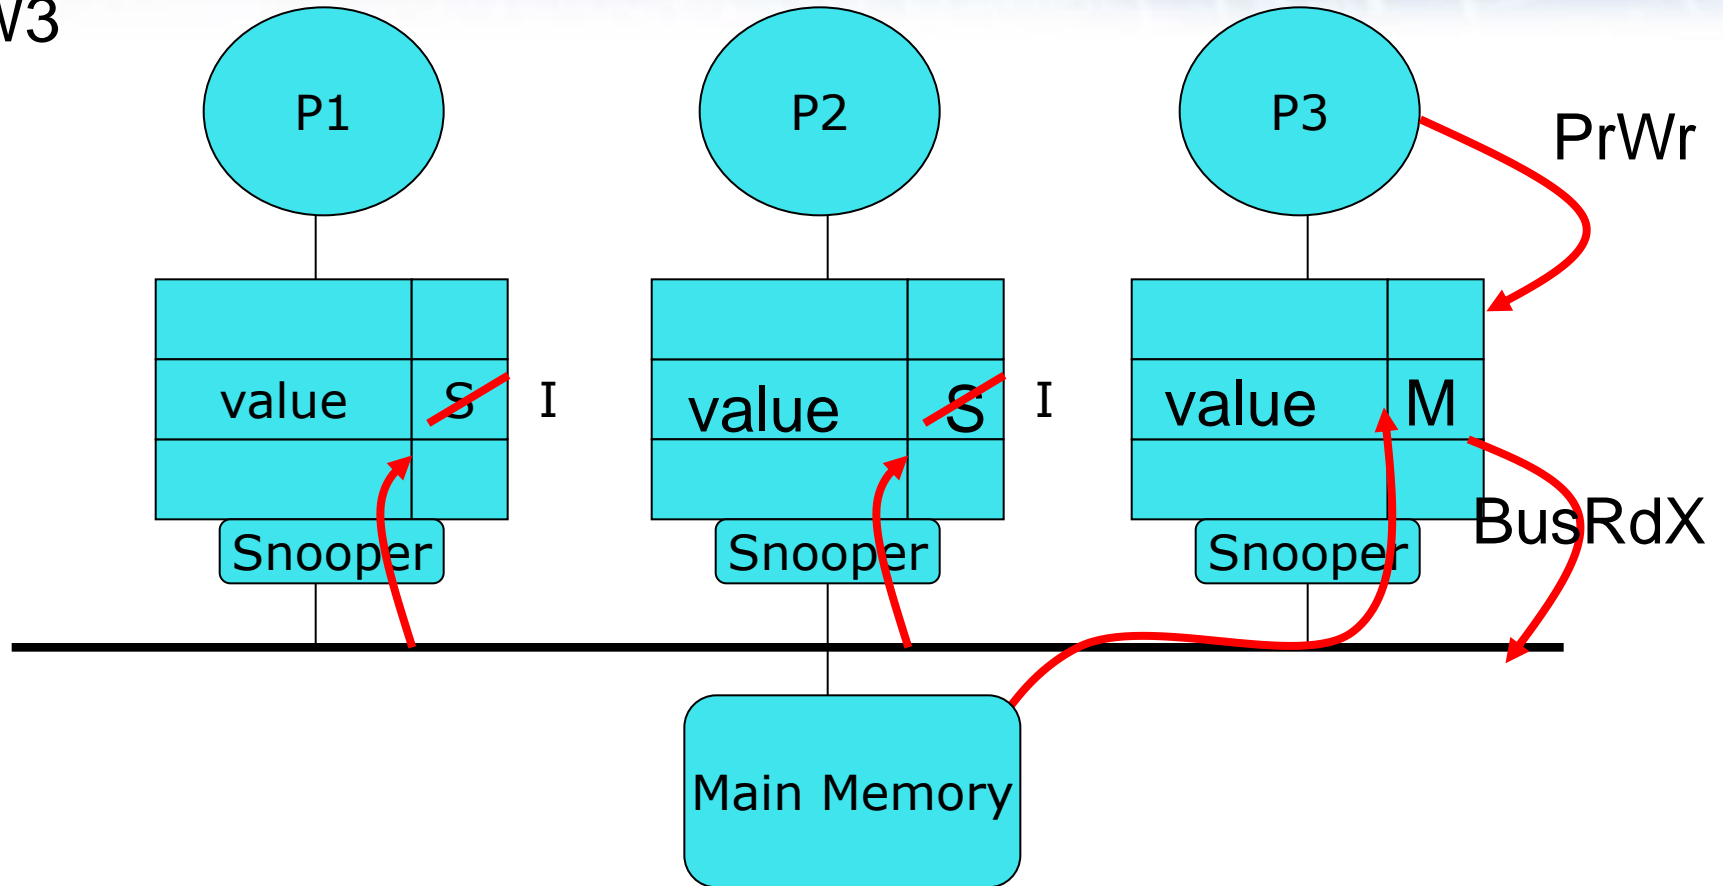 W3
P1
P2
P3
PrWr
value S I
value S I
value M
BusRdX
Snooper
Snooper
Snooper
Main Memory